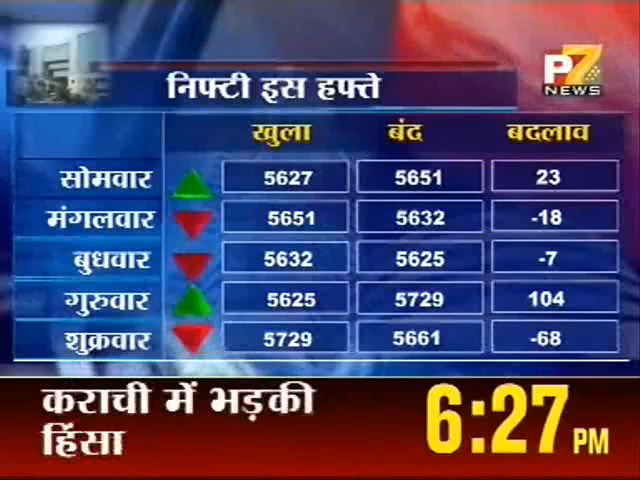 P7
NEWS
निफ्टी इस हफ्ते
खुला बंद बदलाव
सोमवार 5627 5651 23
मंगलवार 5651 5632 -18
बुधवार 5632 5625 -7
गुरुवार 5625 5729 104
शुक्रवार 5729 5661 -68
कराची में भड़की
हिंसा
6:27 PM